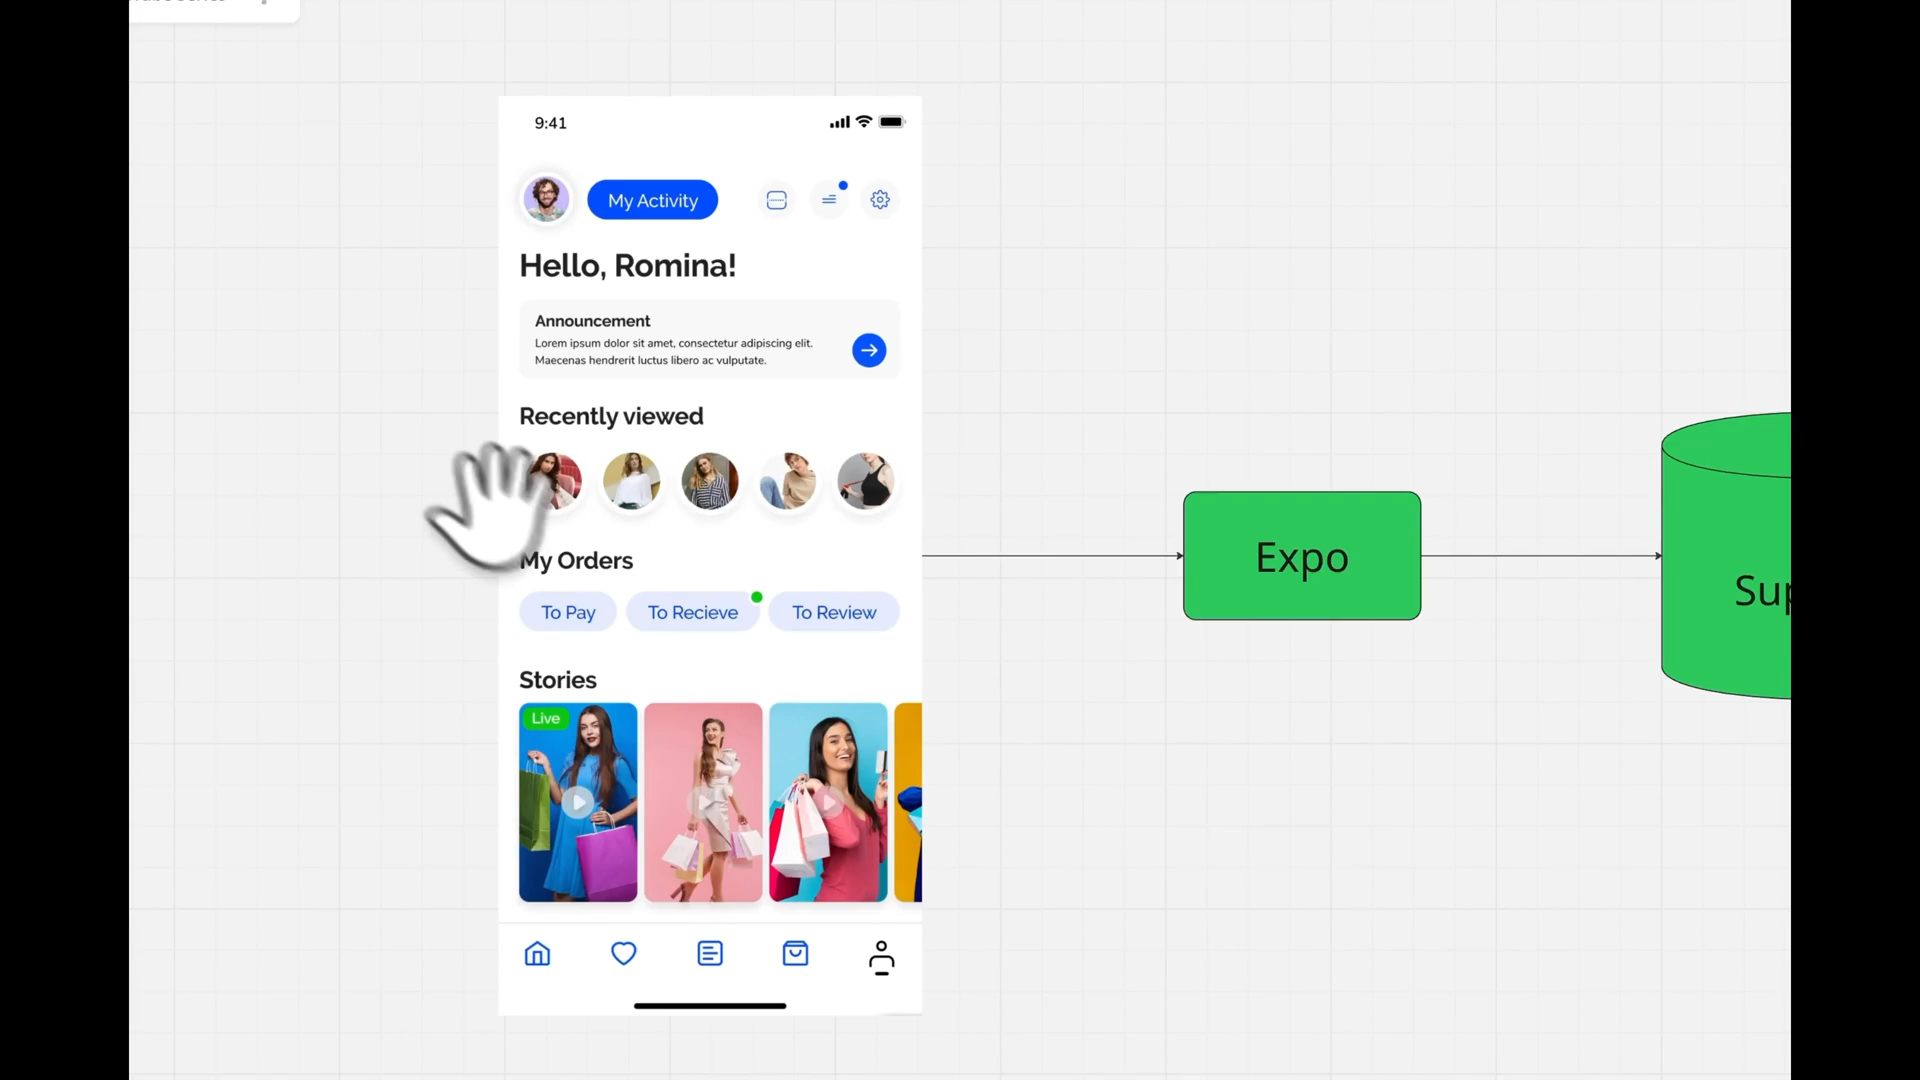 9:41
My Activity
Hello, Romina!
Announcement
Lorem ipsum dolor sit amet, consectetur adipiscing elit.
Maecenas hendrerit luctus libero ac vulputate.
Recently viewed
My Orders
To Pay
To Recieve
To Review
Stories
Live
Expo
Sup